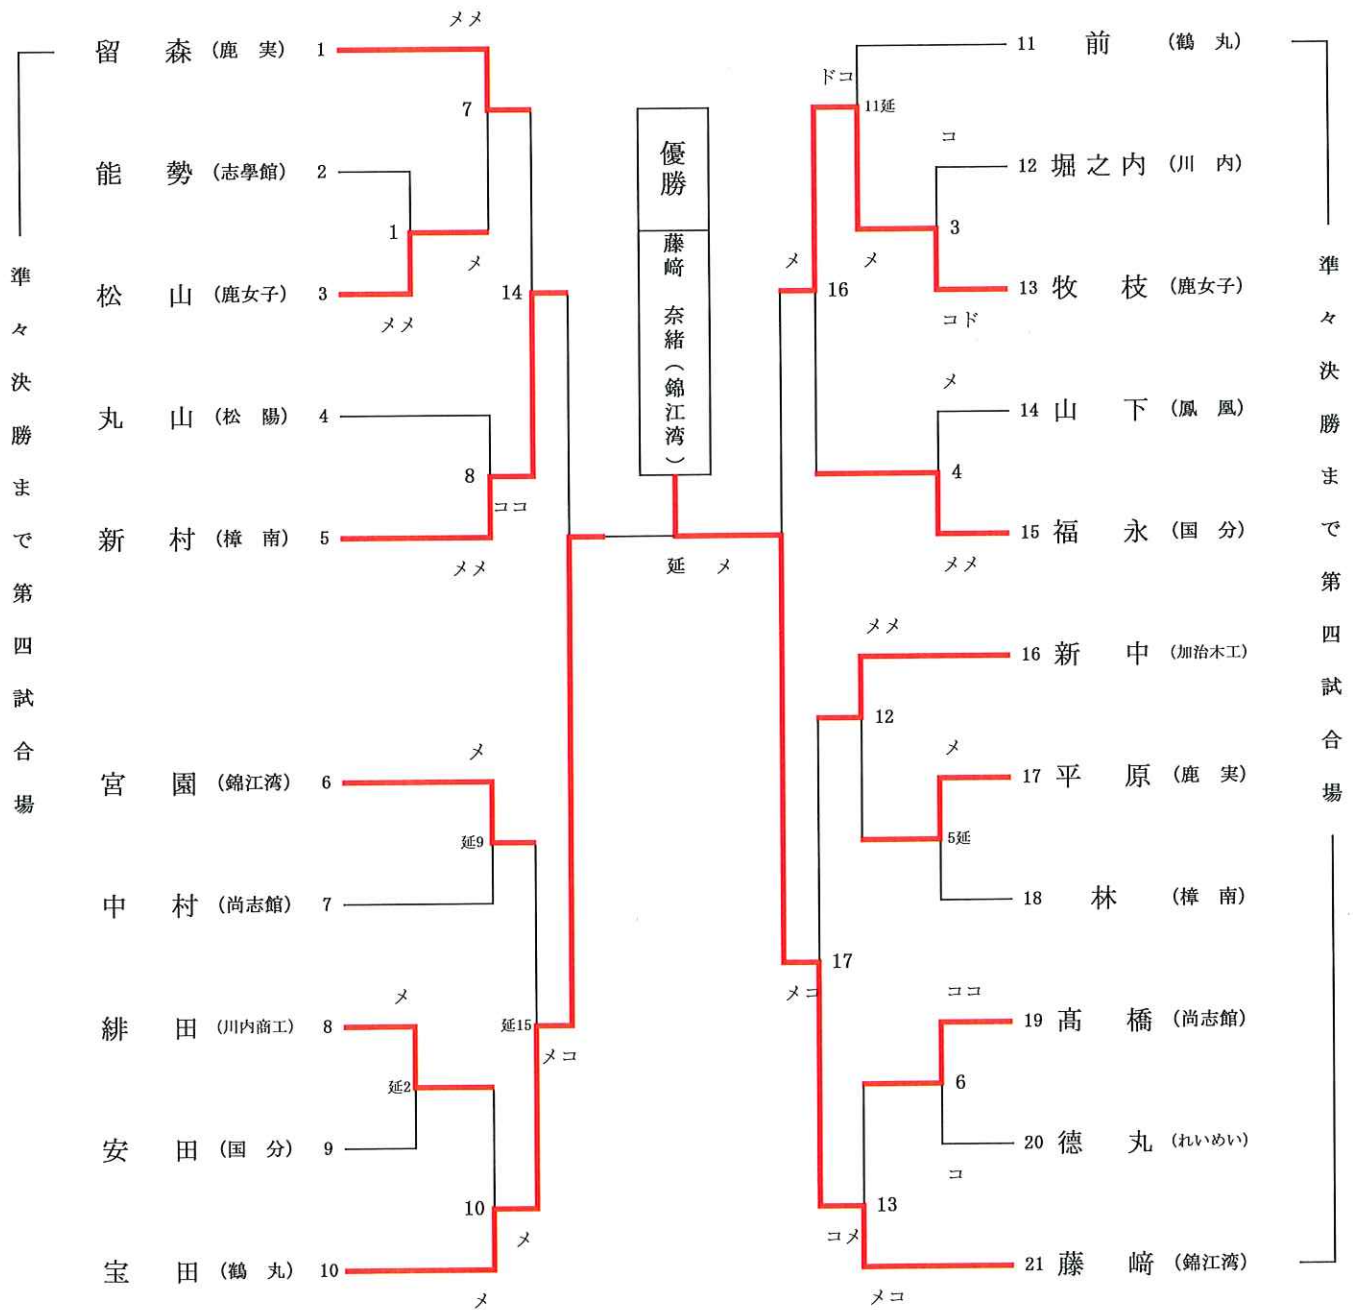 メメ
留森 (鹿実) 1
7
能勢 (志學館) 2
1
メ
松山 (鹿女子) 3
メメ
14
丸山 (松陽) 4
8
ココ
新村 (樟南) 5
メメ
メ
宮園 (錦江湾) 6
延9
中村 (尚志館) 7
メ
緋田 (川内商工) 8
延15
メコ
延2
安田 (国分) 9
10
メ
宝田 (鶴丸) 10
メ
準々決勝まで第四試合場
優勝
藤﨑 奈緒(錦江湾)
延 メ
11 前 (鶴丸)
ドコ
11延
コ
12 堀之内 (川内)
3
メ
メ
16
13 牧枝 (鹿女子)
コド
メ
14 山下 (鳳凰)
4
15 福永 (国分)
メメ
メメ
16 新中 (加治木工)
12
メ
17 平原 (鹿実)
5延
18 林 (樟南)
17
メコ
ココ
19 髙橋 (尚志館)
6
20 德丸 (れいめい)
コ
13
コメ
21 藤﨑 (錦江湾)
メコ
準々決勝まで第四試合場